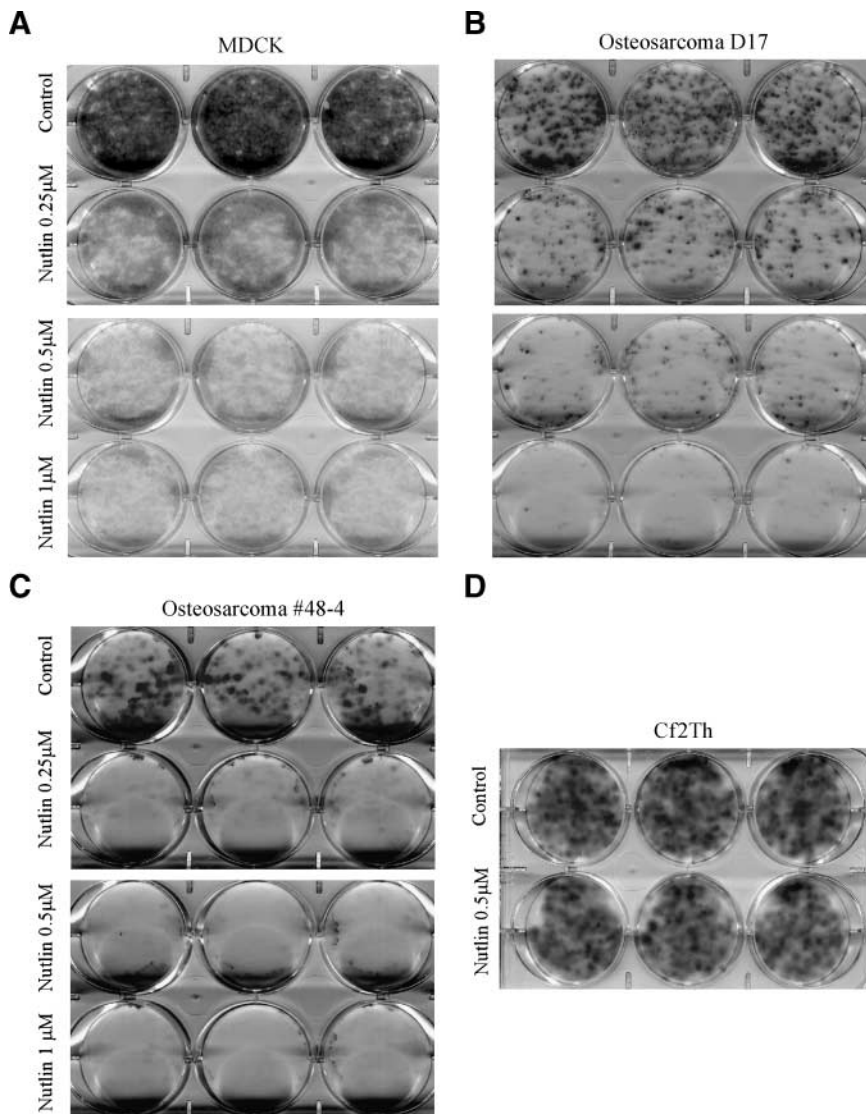 A
MDCK
Control
Nutlin 0.25μM
Nutlin 0.5μM
Nutlin 1μM
B
Osteosarcoma D17
C
Osteosarcoma #48-4
Control
Nutlin 0.25μM
Nutlin 0.5μM
Nutlin 1 μM
D
Cf2Th
Control
Nutlin 0.5μM